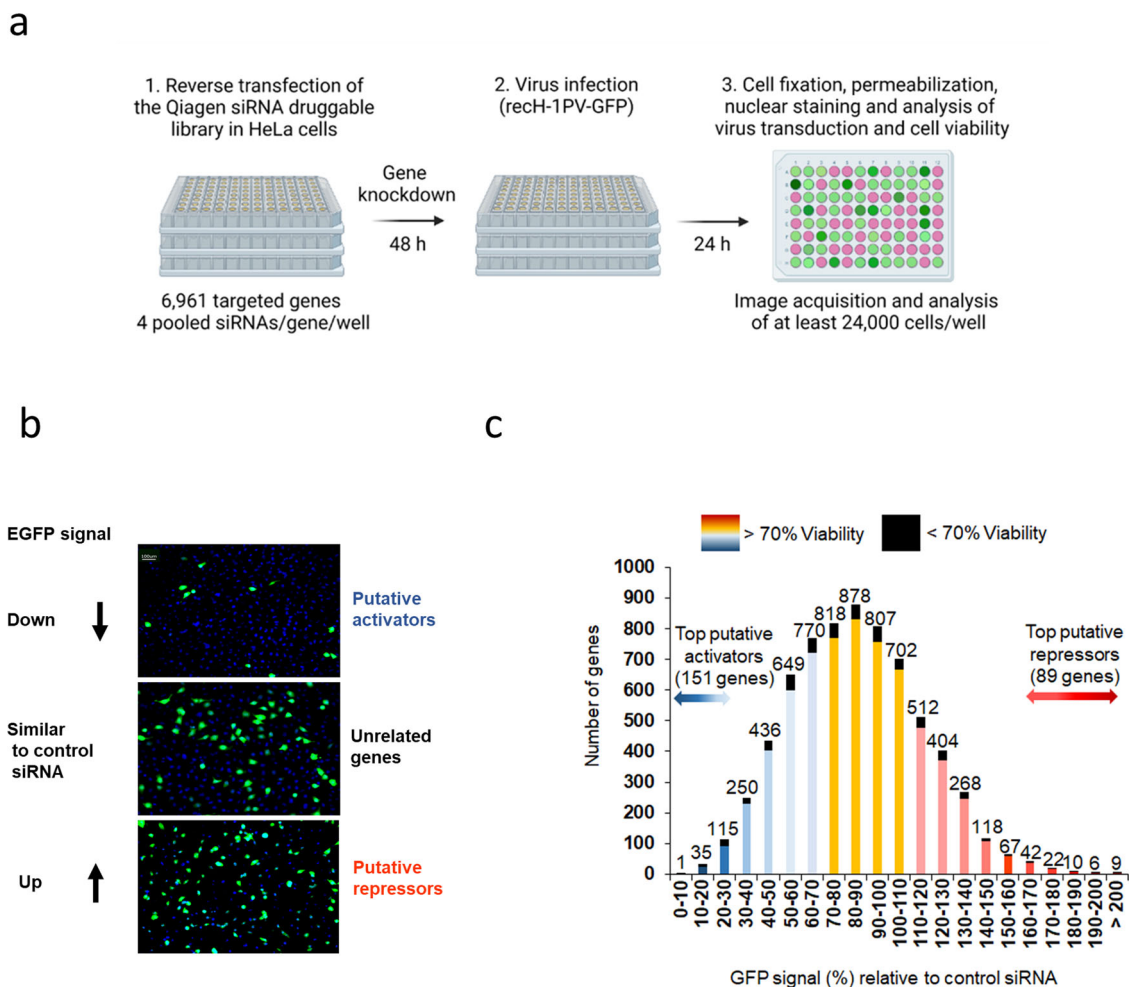 a
1. Reverse transfection of
the Qiagen siRNA druggable
library in HeLa cells
Gene
knockdown
48 h
6,961 targeted genes
4 pooled siRNAs/gene/well
2. Virus infection
(recH-1PV-GFP)
24 h
3. Cell fixation, permeabilization,
nuclear staining and analysis of
virus transduction and cell viability
Image acquisition and analysis
of at least 24,000 cells/well
b
EGFP signal
100µm
Down
Putative
activators
Similar
to control
siRNA
Unrelated
genes
Up
Putative
repressors
c
> 70% Viability
< 70% Viability
Number of genes
1000
900
800
700
600
500
400
300
200
100
0
Top putative
activators
(151 genes)
Top putative
repressors
(89 genes)
1 35 115 250 436 649 770 818 878 807 702 512 404 268 118 67 42 22 10 6 9
0-10
10-20
20-30
30-40
40-50
50-60
60-70
70-80
80-90
90-100
100-110
110-120
120-130
130-140
140-150
150-160
160-170
170-180
180-190
190-200
> 200
GFP signal (%) relative to control siRNA